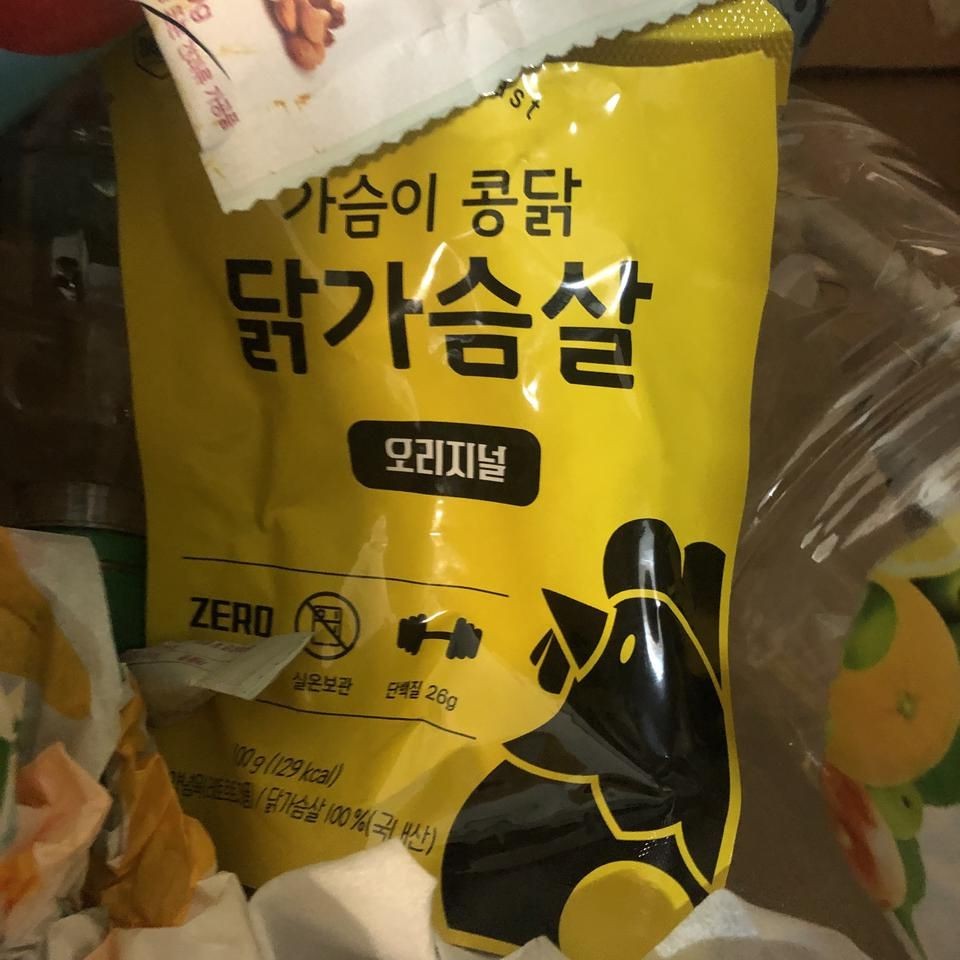 가슴이 콩닭
닭가슴살
오리지널
ZERO
실온보관
단백질 26g
100g (129 kcal)
/ 닭가슴살 100%(국내산)